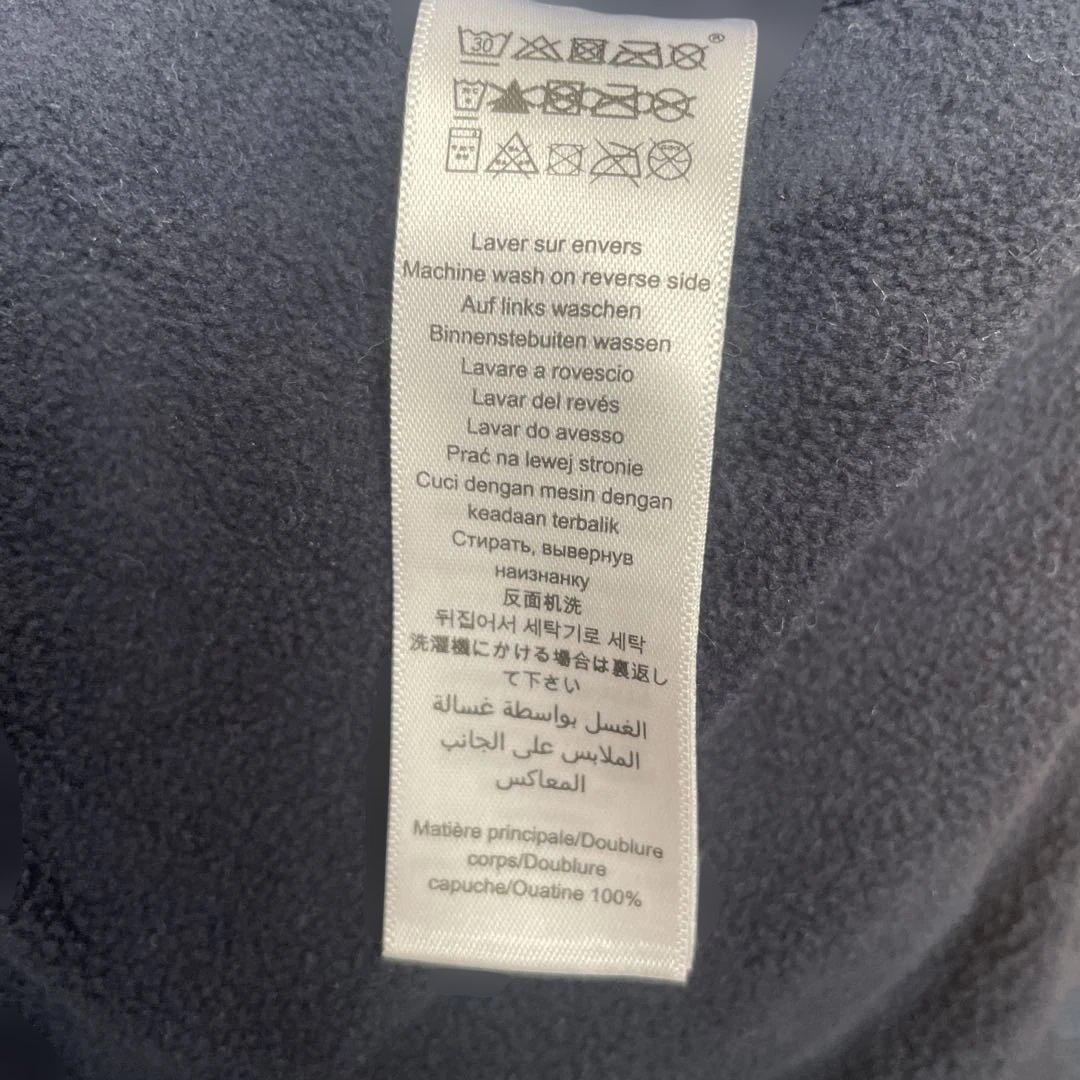 30
®
Laver sur envers
Machine wash on reverse side
Auf links waschen
Binnenstebuiten wassen
Lavare a rovescio
Lavar del revés
Lavar do avesso
Prać na lewej stronie
Cuci dengan mesin dengan
keadaan terbalik
Стирать, вывернув
наизнанку
反面机洗
뒤집어서 세탁기로 세탁
洗濯機にかける場合は裏返し
て下さい
الغسل بواسطة غسالة
الملابس على الجانب
المعاكس
Matière principale/Doublure
corps/Doublure
capuche/Ouatine 100%